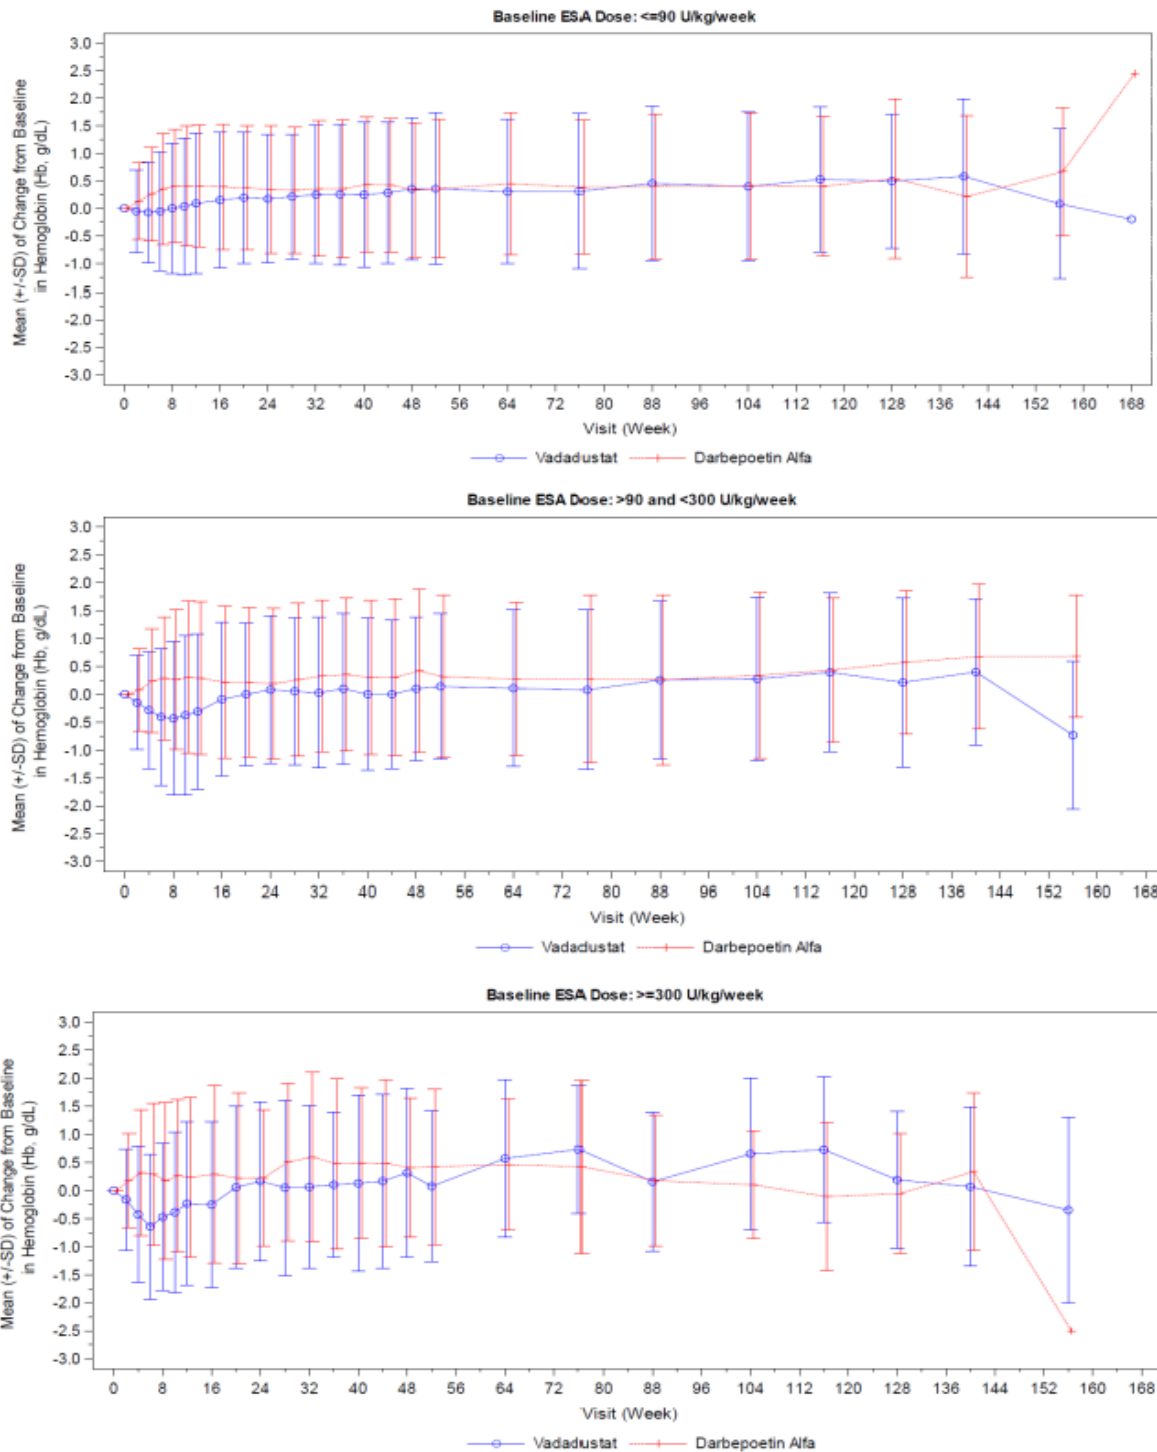 Baseline ESA Dose: <=90 U/kg/week
Mean (+/-SD) of Change from Baseline
in Hemoglobin (Hb, g/dL)
3.0
2.5
2.0
1.5
1.0
0.5
0.0
-0.5
-1.0
-1.5
-2.0
-2.5
-3.0
0 8 16 24 32 40 48 56 64 72 80 88 96 104 112 120 128 136 144 152 160 168
Visit (Week)
Vadadustat Darbepoetin Alfa
Baseline ESA Dose: >90 and <300 U/kg/week
Mean (+/-SD) of Change from Baseline
in Hemoglobin (Hb, g/dL)
3.0
2.5
2.0
1.5
1.0
0.5
0.0
-0.5
-1.0
-1.5
-2.0
-2.5
-3.0
0 8 16 24 32 40 48 56 64 72 80 88 96 104 112 120 128 136 144 152 160 168
Visit (Week)
Vadadustat Darbepoetin Alfa
Baseline ESA Dose: >=300 U/kg/week
Mean (+/-SD) of Change from Baseline
in Hemoglobin (Hb, g/dL)
3.0
2.5
2.0
1.5
1.0
0.5
0.0
-0.5
-1.0
-1.5
-2.0
-2.5
-3.0
0 8 16 24 32 40 48 56 64 72 80 88 96 104 112 120 128 136 144 152 160 168
Visit (Week)
Vadadustat Darbepoetin Alfa